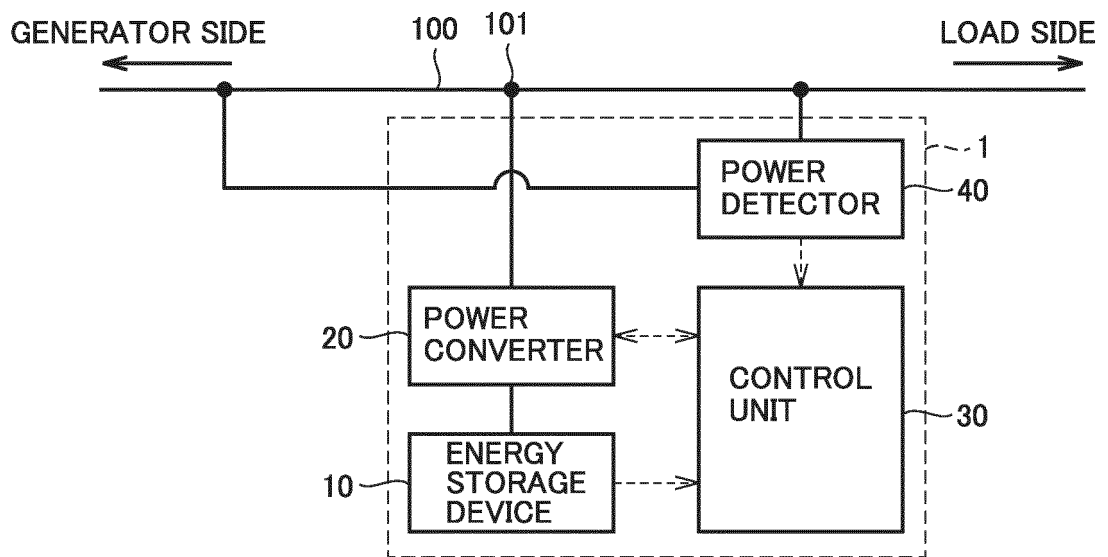 GENERATOR SIDE
100
101
LOAD SIDE
1
POWER
DETECTOR
40
20
POWER
CONVERTER
CONTROL
UNIT
30
10
ENERGY
STORAGE
DEVICE